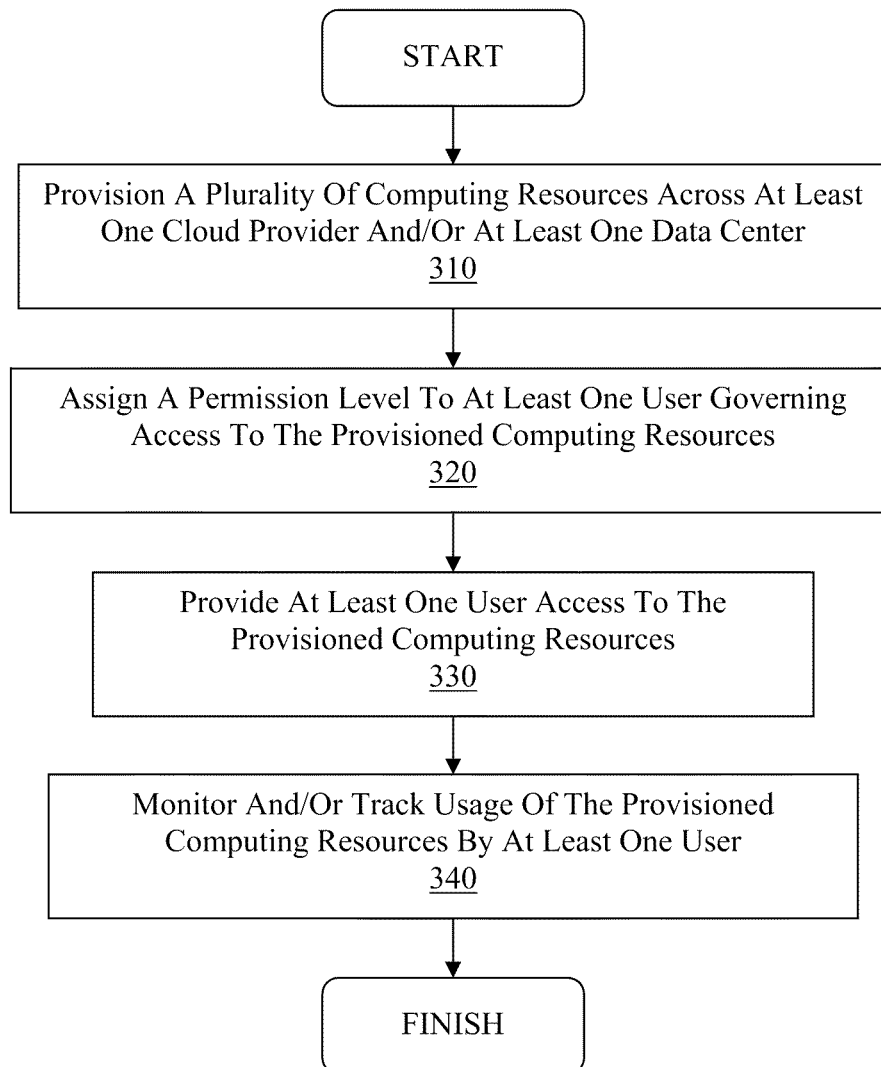 START
Provision A Plurality Of Computing Resources Across At Least
One Cloud Provider And/Or At Least One Data Center
310
Assign A Permission Level To At Least One User Governing
Access To The Provisioned Computing Resources
320
Provide At Least One User Access To The
Provisioned Computing Resources
330
Monitor And/Or Track Usage Of The Provisioned
Computing Resources By At Least One User
340
FINISH